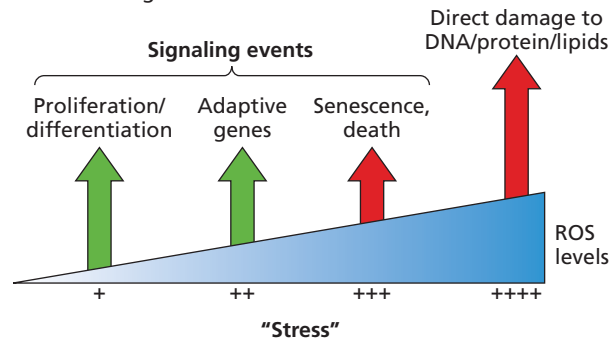 Direct damage to
DNA/protein/lipids
Signaling events
Proliferation/
differentiation
Adaptive
genes
Senescence,
death
ROS
levels
+
++
+++
++++
"Stress"